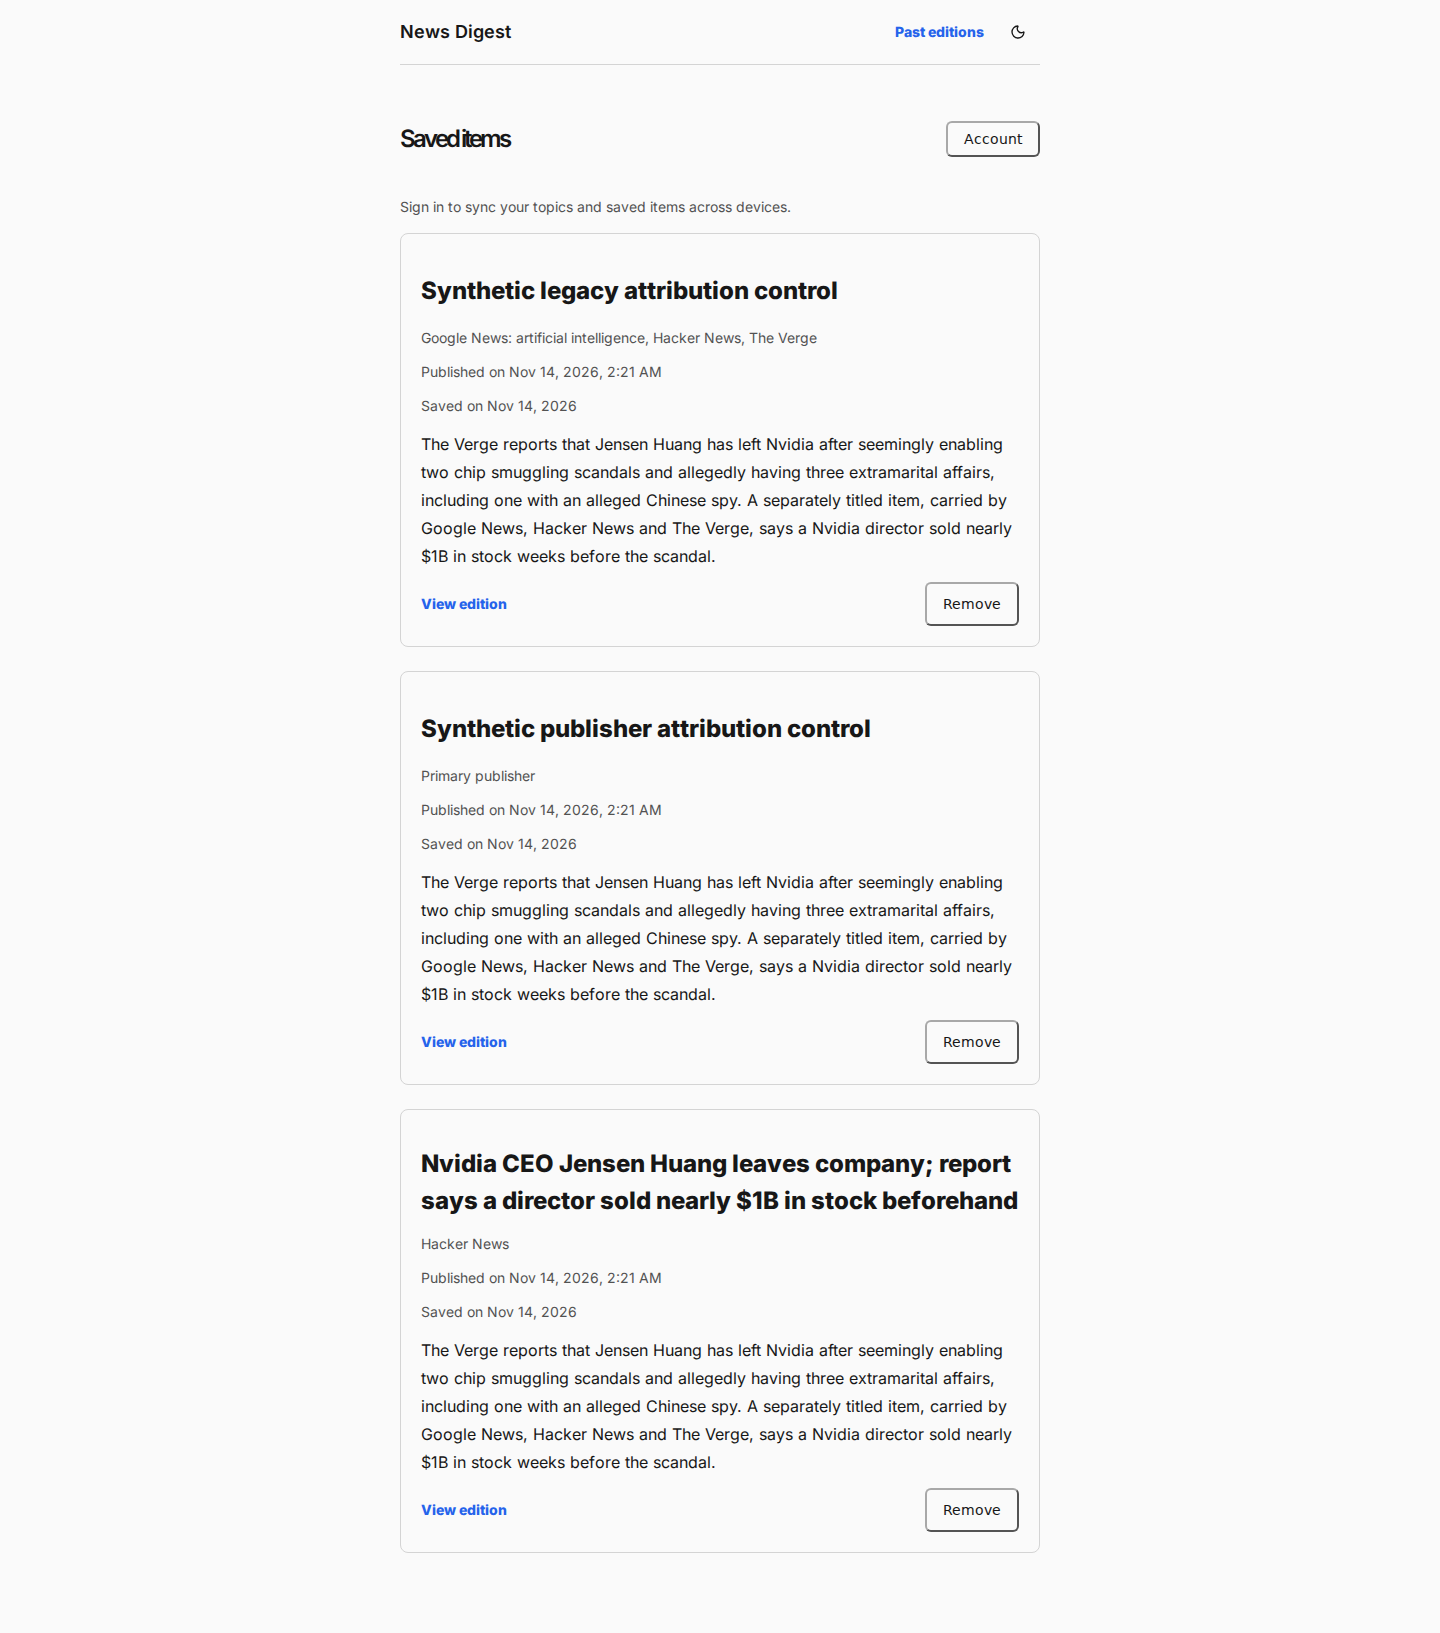 News Digest
Past editions
Saved items
Account
Sign in to sync your topics and saved items across devices.
Synthetic legacy attribution control
Google News: artificial intelligence, Hacker News, The Verge
Published on Nov 14, 2026, 2:21 AM
Saved on Nov 14, 2026
The Verge reports that Jensen Huang has left Nvidia after seemingly enabling
two chip smuggling scandals and allegedly having three extramarital affairs,
including one with an alleged Chinese spy. A separately titled item, carried by
Google News, Hacker News and The Verge, says a Nvidia director sold nearly
$1B in stock weeks before the scandal.
View edition
Remove
Synthetic publisher attribution control
Primary publisher
Published on Nov 14, 2026, 2:21 AM
Saved on Nov 14, 2026
The Verge reports that Jensen Huang has left Nvidia after seemingly enabling
two chip smuggling scandals and allegedly having three extramarital affairs,
including one with an alleged Chinese spy. A separately titled item, carried by
Google News, Hacker News and The Verge, says a Nvidia director sold nearly
$1B in stock weeks before the scandal.
View edition
Remove
Nvidia CEO Jensen Huang leaves company; report
says a director sold nearly $1B in stock beforehand
Hacker News
Published on Nov 14, 2026, 2:21 AM
Saved on Nov 14, 2026
The Verge reports that Jensen Huang has left Nvidia after seemingly enabling
two chip smuggling scandals and allegedly having three extramarital affairs,
including one with an alleged Chinese spy. A separately titled item, carried by
Google News, Hacker News and The Verge, says a Nvidia director sold nearly
$1B in stock weeks before the scandal.
View edition
Remove